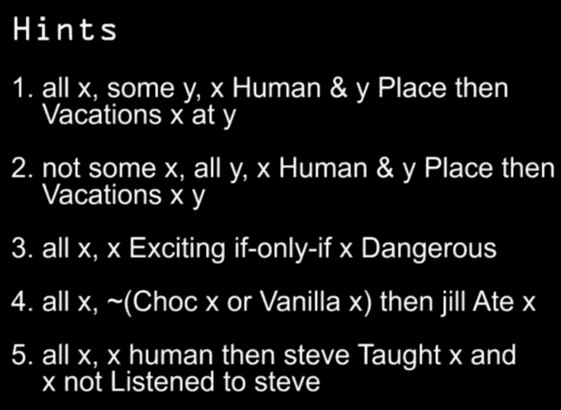 Hints
1. all x, some y, x Human & y Place then
Vacations x at y
2. not some x, all y, x Human & y Place then
Vacations x y
3. all x, x Exciting if-only-if x Dangerous
4. all x, ~(Choc x or Vanilla x) then jill Ate x
5. all x, x human then steve Taught x and
x not Listened to steve